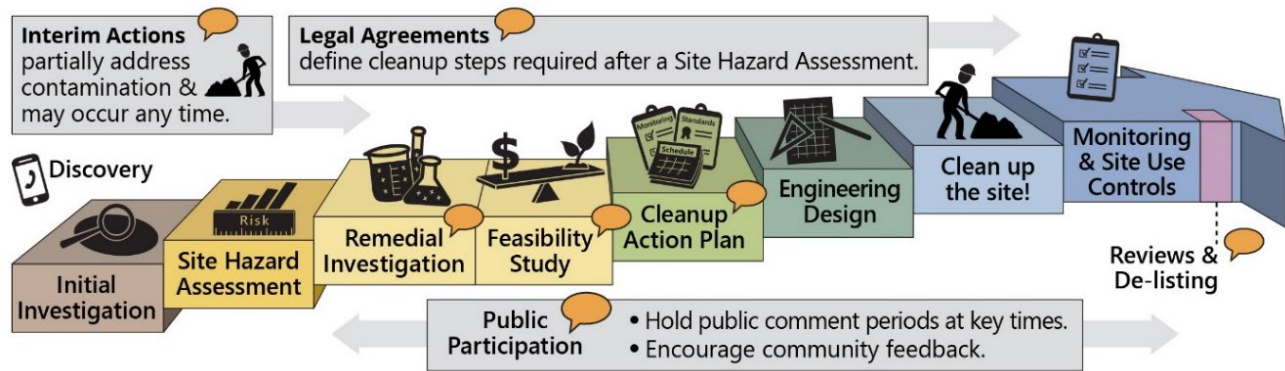 Interim Actions
partially address
contamination &
may occur any time.
Legal Agreements
define cleanup steps required after a Site Hazard Assessment.
Discovery
Initial
Investigation
Risk
Site Hazard
Assessment
Remedial
Investigation
$
Feasibility
Study
Monitoring
Standards
Schedule
Cleanup
Action Plan
Engineering
Design
Clean up
the site!
Monitoring
& Site Use
Controls
Reviews &
De-listing
Public
Participation
• Hold public comment periods at key times.
• Encourage community feedback.